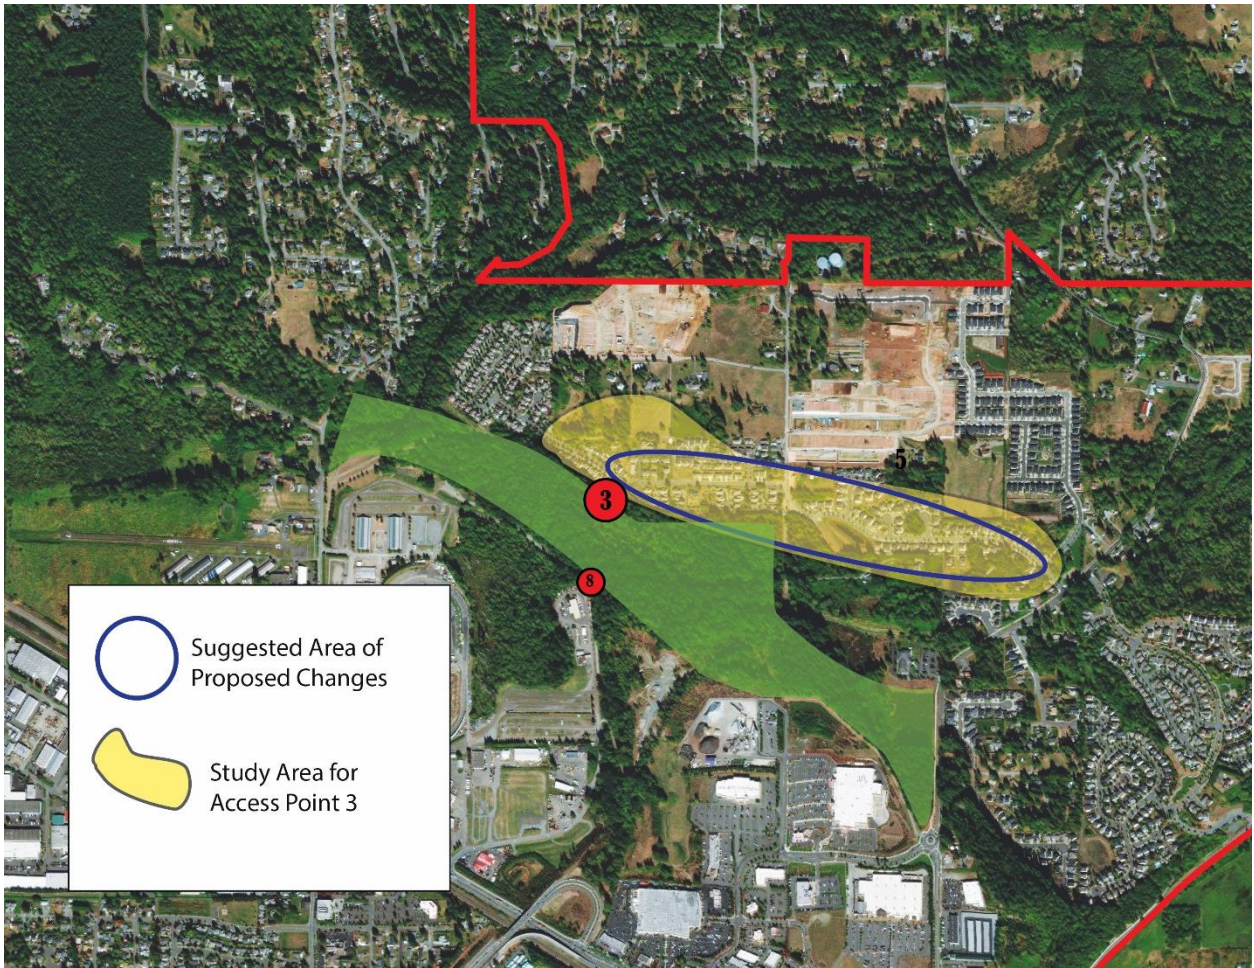 5
3
8
Suggested Area of
Proposed Changes
Study Area for
Access Point 3